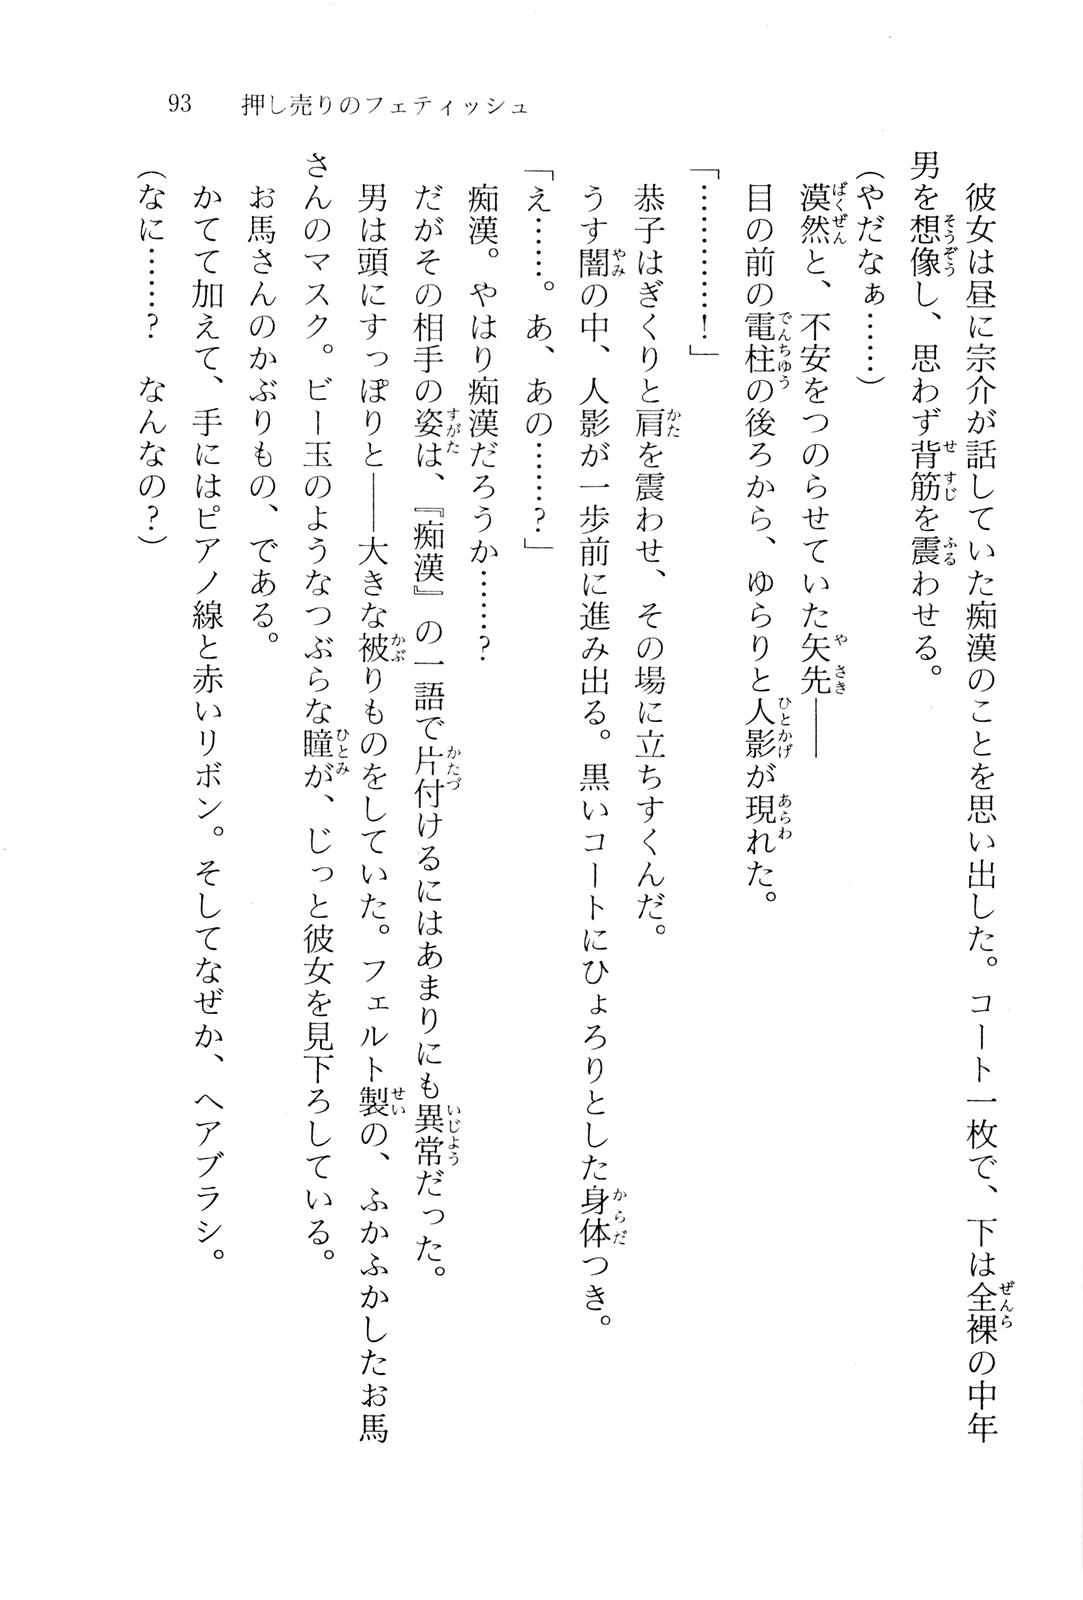 93　押し売りのフェティッシュ
彼女は昼に宗介が話していた痴漢のことを思い出した。コート一枚で、下は全裸の中年
男を想像し、思わず背筋を震わせる。
（やだなぁ……）
漠然と、不安をつのらせていた矢先――
目の前の電柱の後ろから、ゆらりと人影が現れた。
「…………！」
恭子はぎくりと肩を震わせ、その場に立ちすくんだ。
うす闇の中、人影が一歩前に進み出る。黒いコートにひょろりとした身体つき。
「え……。あ、あの……？」
痴漢。やはり痴漢だろうか……？
だがその相手の姿は、『痴漢』の一語で片付けるにはあまりにも異常だった。
男は頭にすっぽりと――大きな被りものをしていた。フェルト製の、ふかふかしたお馬
さんのマスク。ビー玉のようなつぶらな瞳が、じっと彼女を見下ろしている。
お馬さんのかぶりもの、である。
かてて加えて、手にはピアノ線と赤いリボン。そしてなぜか、ヘアブラシ。
（なに……？　なんなの？）